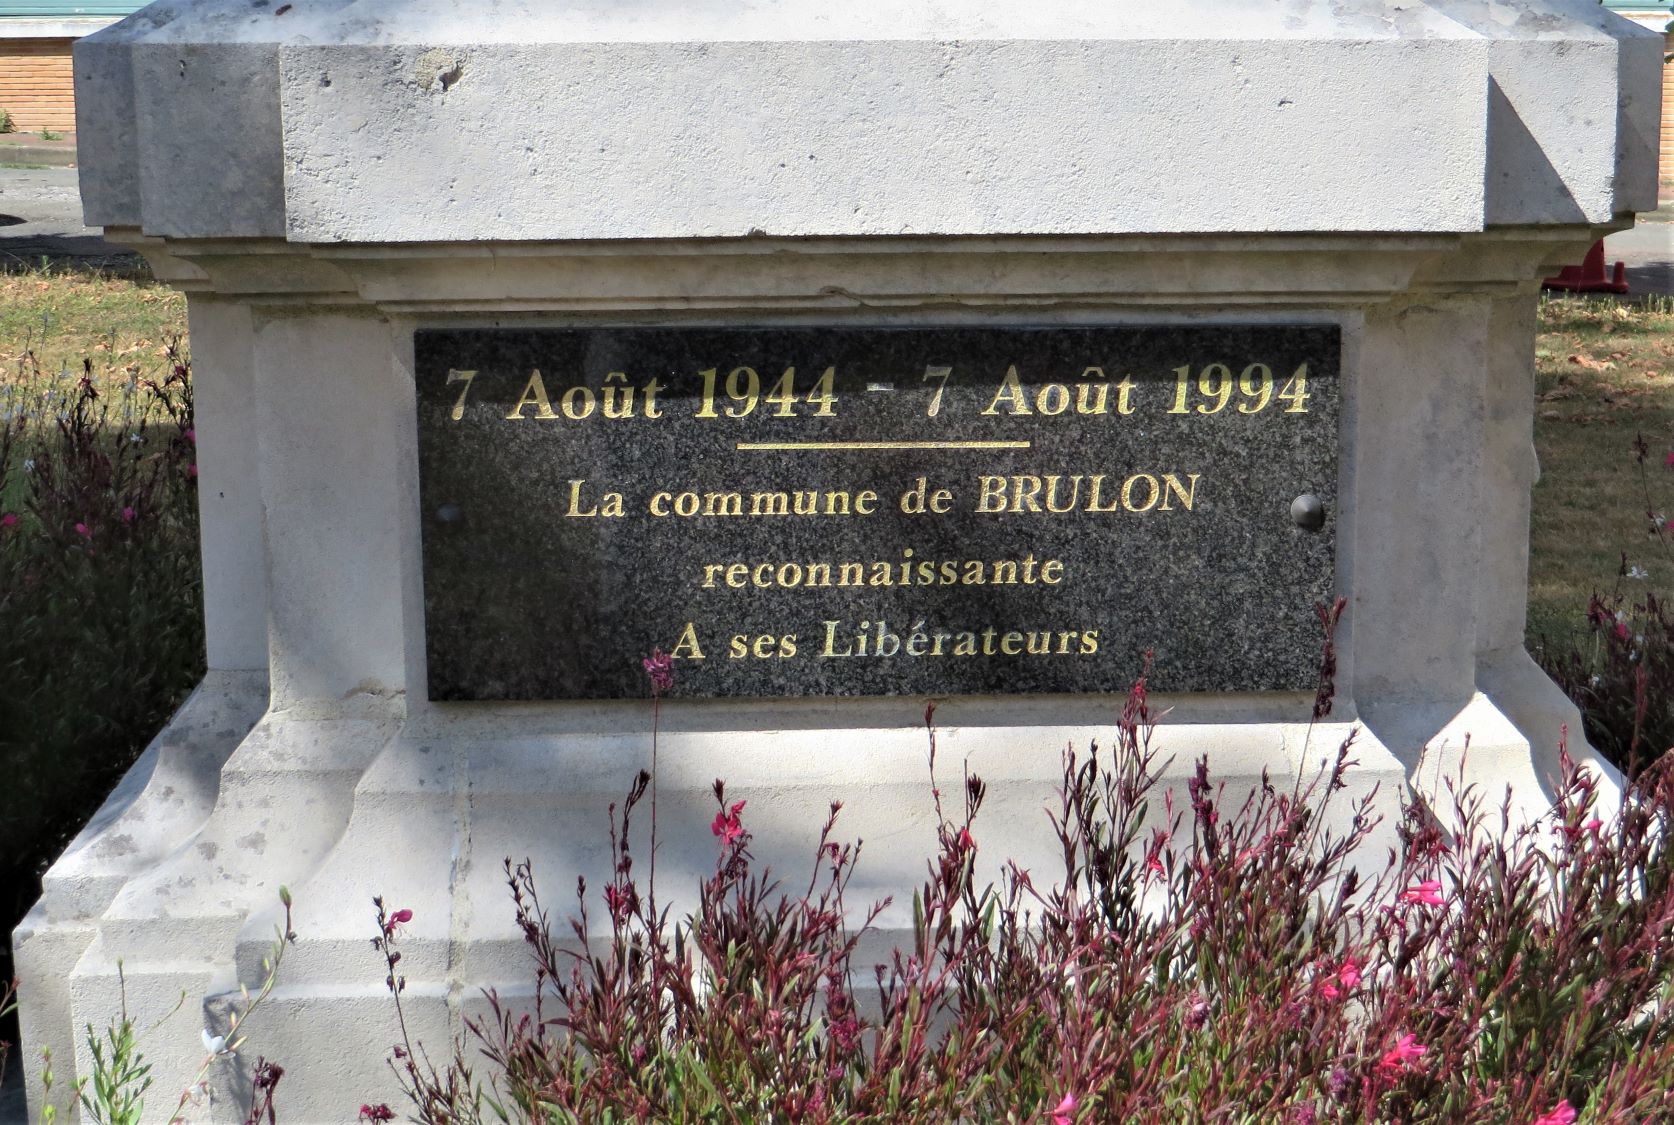 7 Août 1944 - 7 Août 1994
La commune de BRULON
reconnaissante
A ses Libérateurs